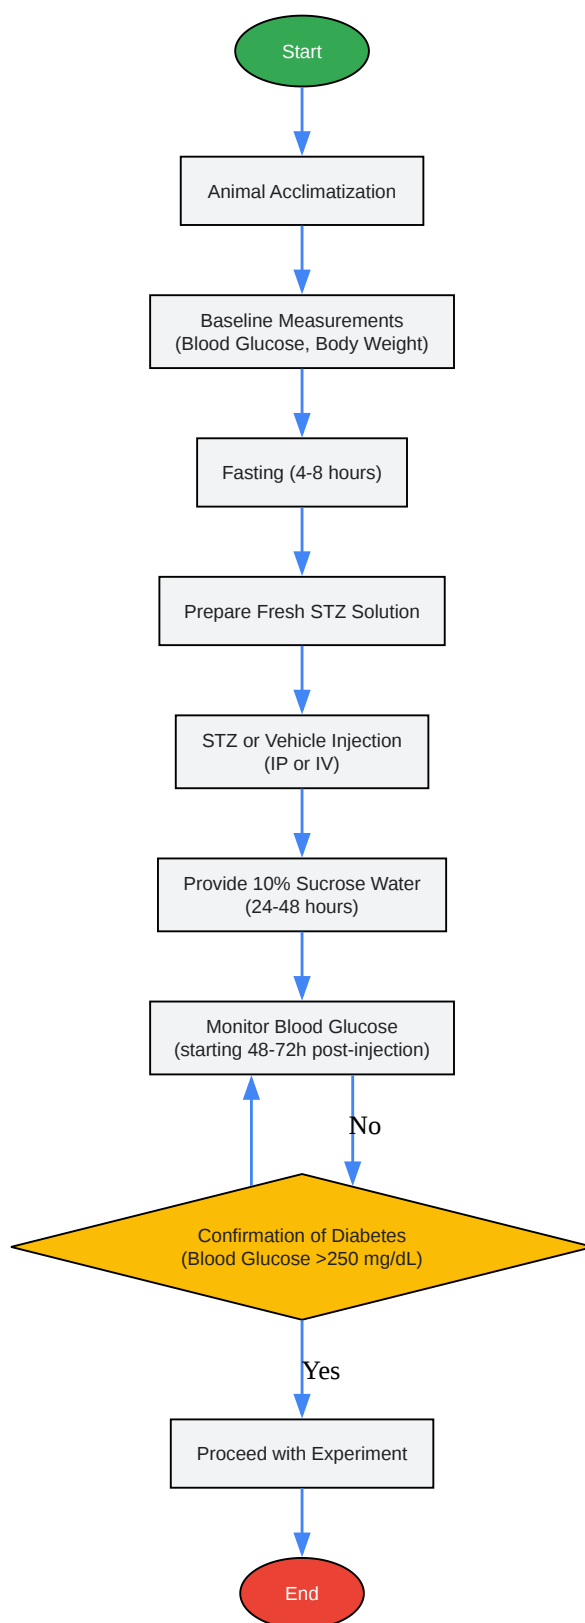 Start
Animal Acclimatization
Baseline Measurements
(Blood Glucose, Body Weight)
Fasting (4-8 hours)
Prepare Fresh STZ Solution
STZ or Vehicle Injection
(IP or IV)
Provide 10% Sucrose Water
(24-48 hours)
Monitor Blood Glucose
(starting 48-72h post-injection)
No
Confirmation of Diabetes
(Blood Glucose >250 mg/dL)
Yes
Proceed with Experiment
End